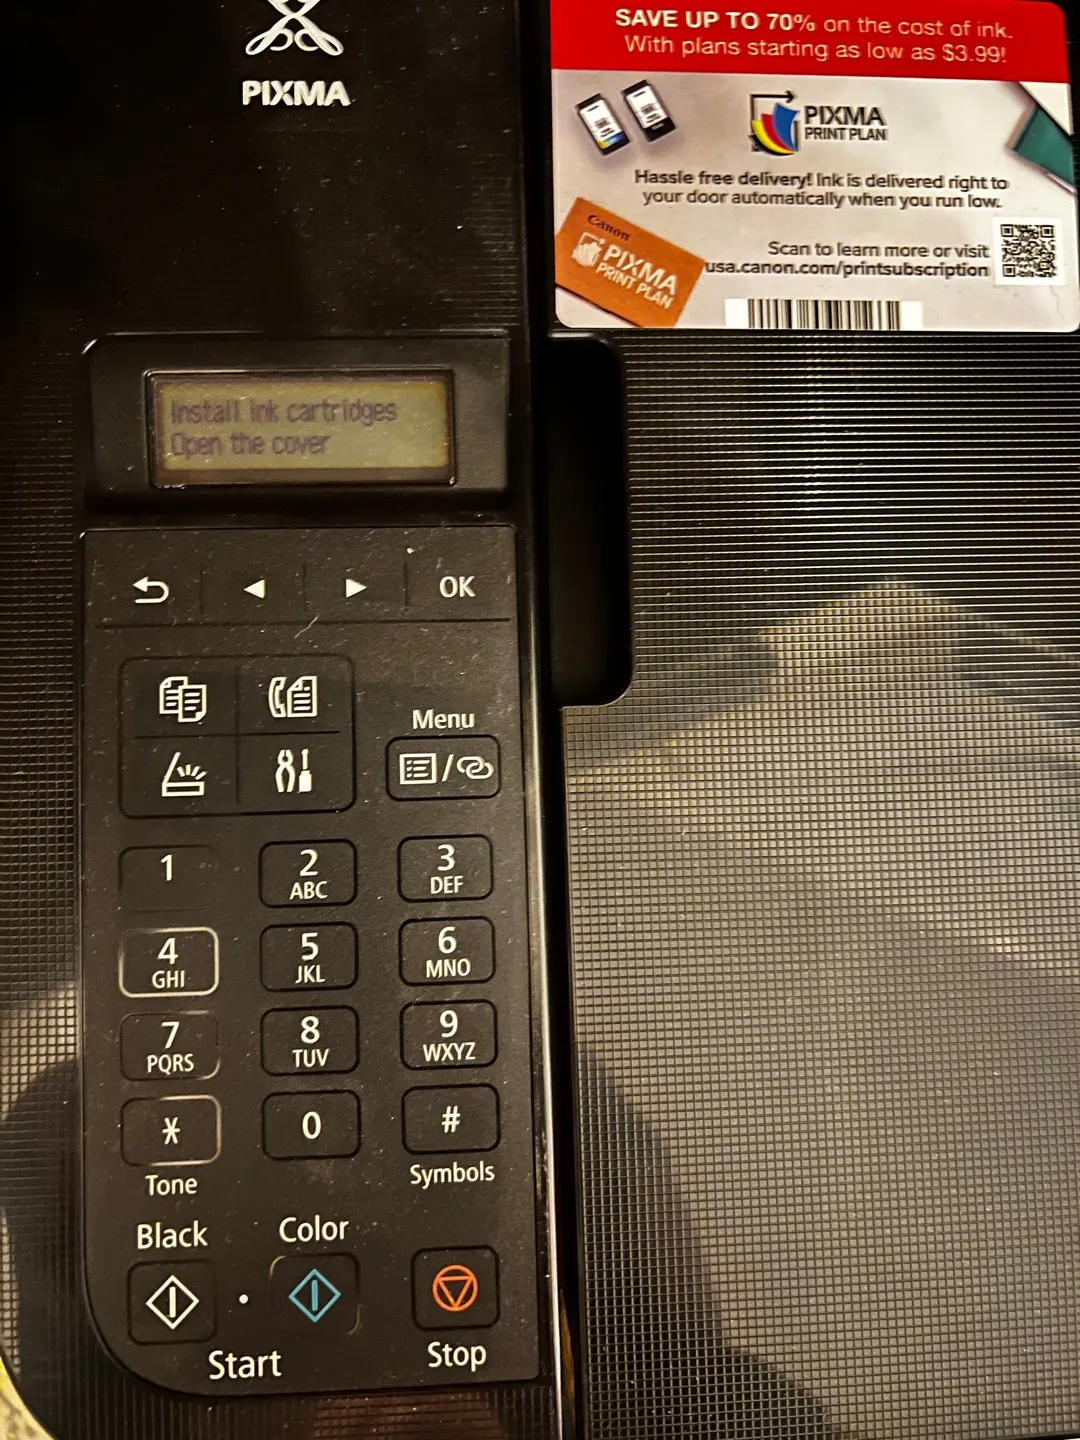 PIXMA
SAVE UP TO 70% on the cost of ink.
With plans starting as low as $3.99!
PIXMA
PRINT PLAN
Hassle free delivery! Ink is delivered right to
your door automatically when you run low.
Canon
PIXMA
PRINT PLAN
Scan to learn more or visit
usa.canon.com/printsubscription
Install ink cartridges
Open the cover
OK
Menu
1
2
ABC
3
DEF
4
GHI
5
JKL
6
MNO
7
PQRS
8
TUV
9
WXYZ
*
0
#
Tone
Symbols
Black
Color
Start
Stop